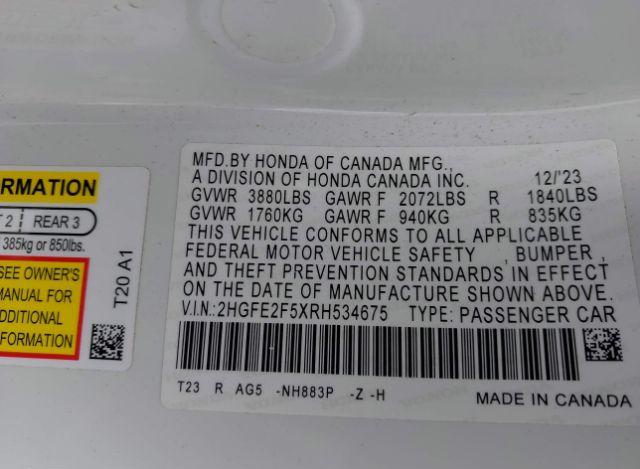 ORMATION
T 2 REAR 3
385kg or 850lbs.
SEE OWNER'S
MANUAL FOR
ADDITIONAL
FORMATION
T20 A1
MFD.BY HONDA OF CANADA MFG.,
A DIVISION OF HONDA CANADA INC. 12/'23
GVWR 3880LBS GAWR F 2072LBS R 1840LBS
GVWR 1760KG GAWR F 940KG R 835KG
THIS VEHICLE CONFORMS TO ALL APPLICABLE
FEDERAL MOTOR VEHICLE SAFETY , BUMPER ,
AND THEFT PREVENTION STANDARDS IN EFFECT
ON THE DATE OF MANUFACTURE SHOWN ABOVE.
V.I.N.: 2HGFE2F5XRH534675 TYPE: PASSENGER CAR
T23 R AG5 -NH883P -Z -H
MADE IN CANADA